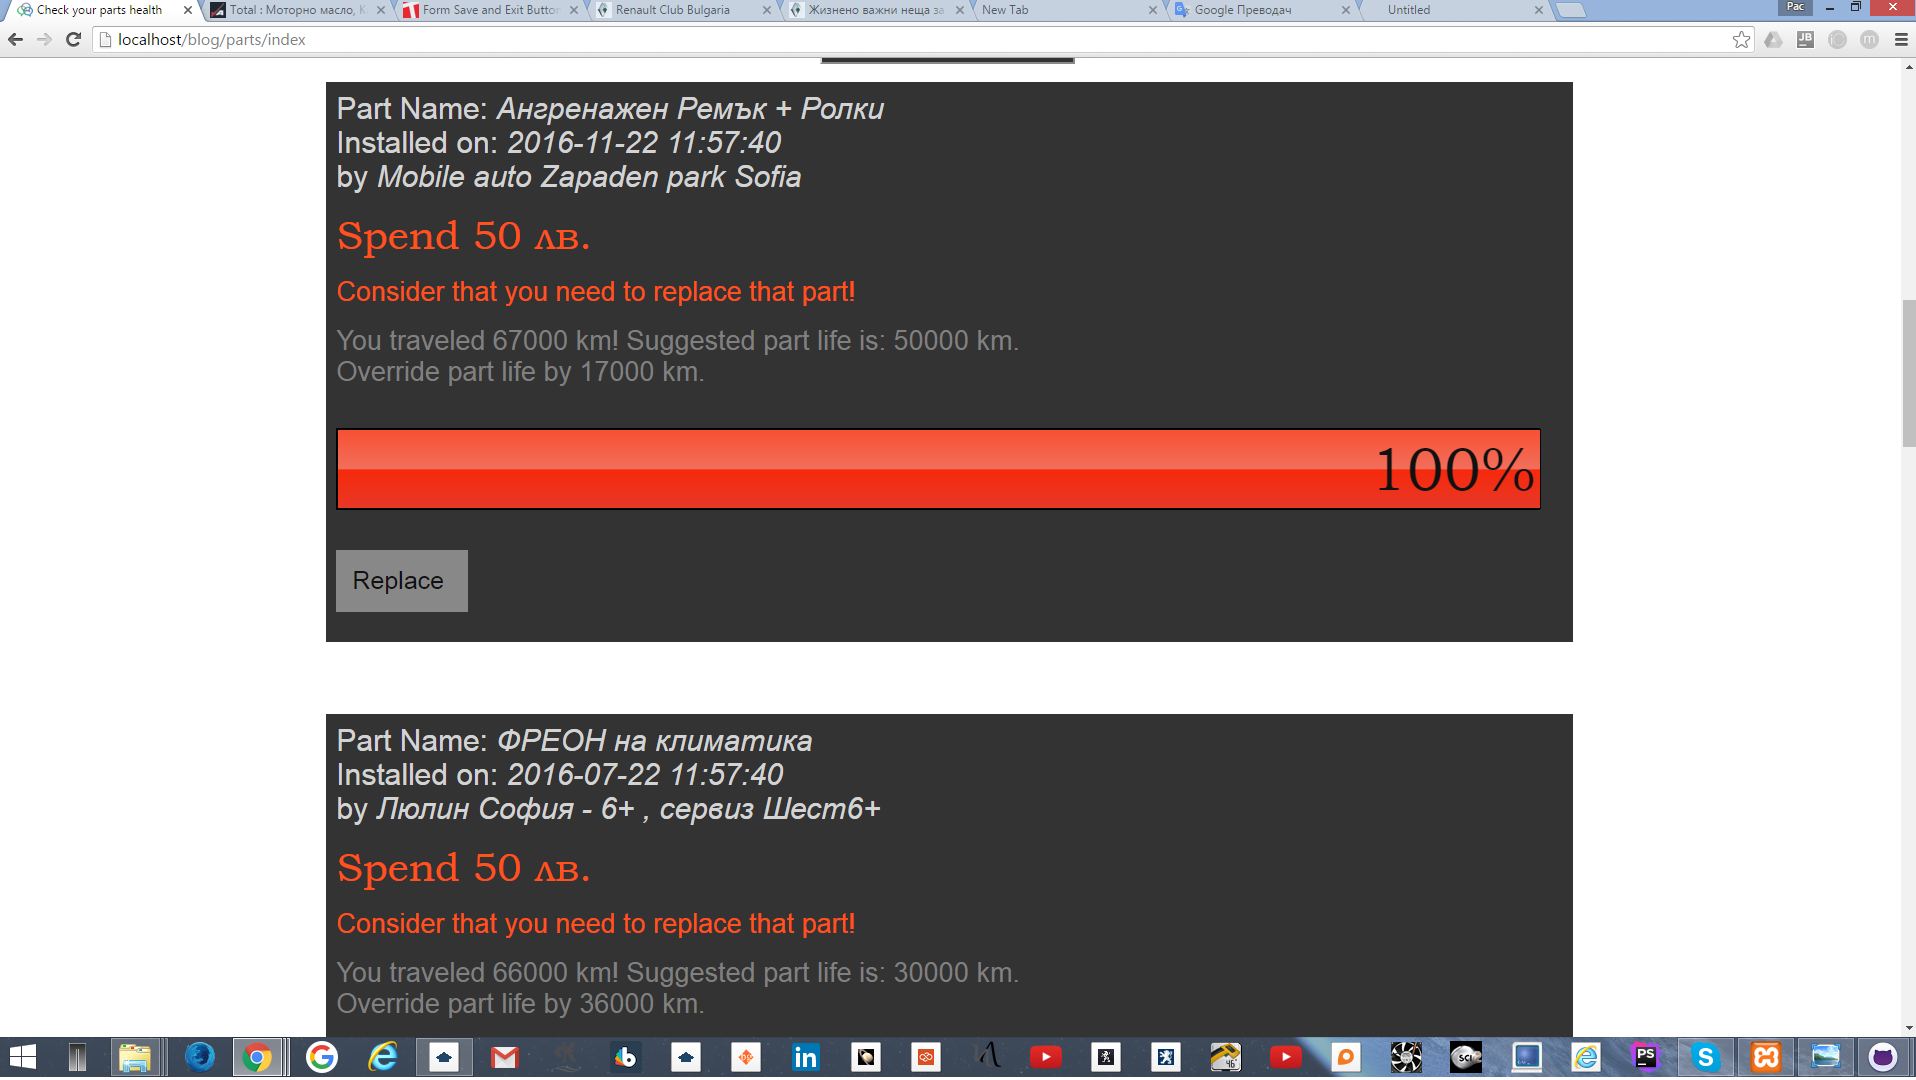 Check your parts health
Total : Моторно масло, К
Form Save and Exit Button
Renault Club Bulgaria
Жизнено важни неща за
New Tab
Google Преводач
Untitled
Рас
localhost/blog/parts/index
Part Name: Ангренажен Ремък + Ролки
Installed on: 2016-11-22 11:57:40
by Mobile auto Zapaden park Sofia
Spend 50 лв.
Consider that you need to replace that part!
You traveled 67000 km! Suggested part life is: 50000 km.
Override part life by 17000 km.
100%
Replace
Part Name: ФРЕОН на климатика
Installed on: 2016-07-22 11:57:40
by Люлин София - 6+ , сервиз Шест6+
Spend 50 лв.
Consider that you need to replace that part!
You traveled 66000 km! Suggested part life is: 30000 km.
Override part life by 36000 km.